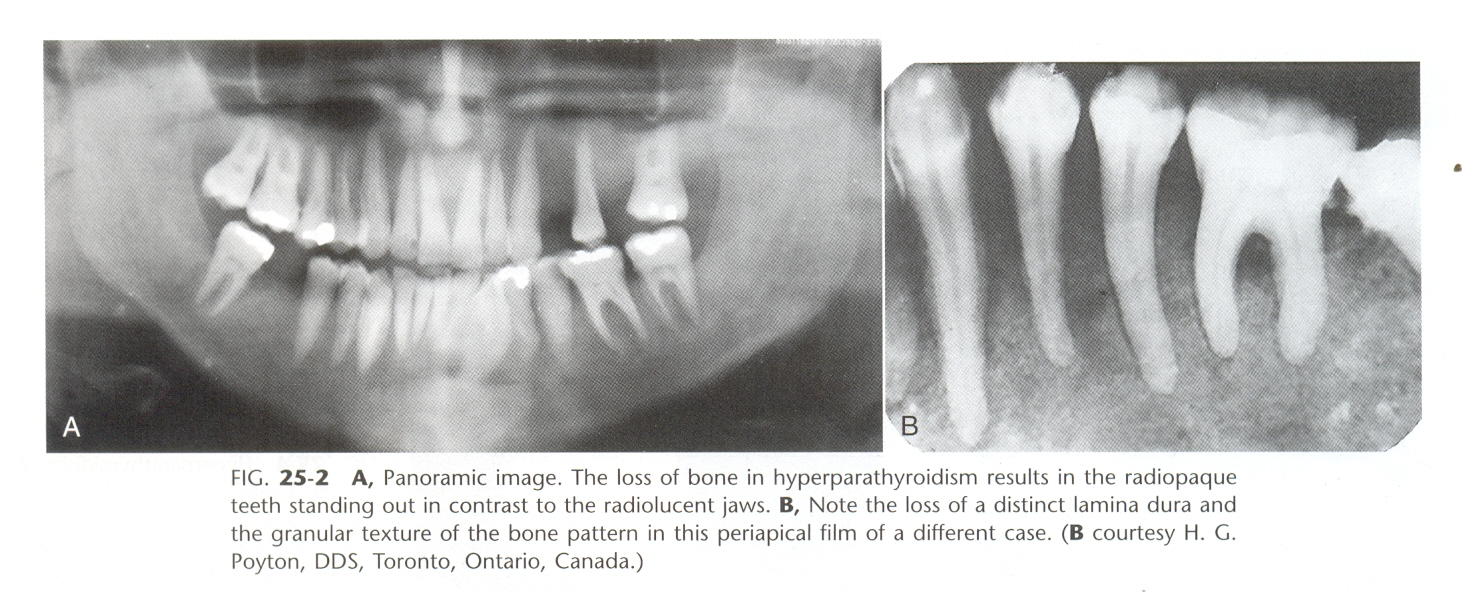 A
B
FIG. 25-2 A, Panoramic image. The loss of bone in hyperparathyroidism results in the radiopaque
teeth standing out in contrast to the radiolucent jaws. B, Note the loss of a distinct lamina dura and
the granular texture of the bone pattern in this periapical film of a different case. (B courtesy H. G.
Poyton, DDS, Toronto, Ontario, Canada.)